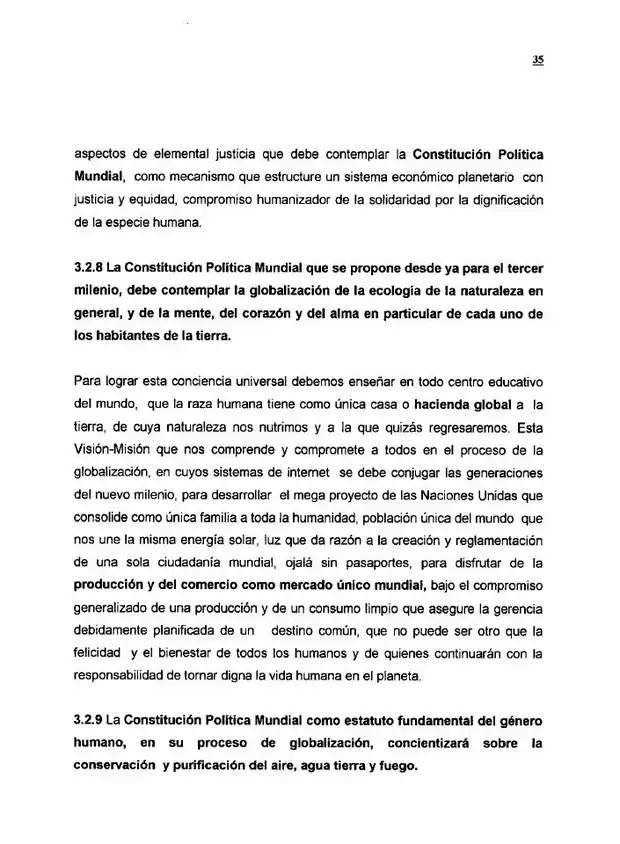 35
aspectos de elemental justicia que debe contemplar la Constitución Política
Mundial, como mecanismo que estructure un sistema económico planetario con
justicia y equidad, compromiso humanizador de la solidaridad por la dignificación
de la especie humana.
3.2.8 La Constitución Política Mundial que se propone desde ya para el tercer
milenio, debe contemplar la globalización de la ecología de la naturaleza en
general, y de la mente, del corazón y del alma en particular de cada uno de
los habitantes de la tierra.
Para lograr esta conciencia universal debemos enseñar en todo centro educativo
del mundo, que la raza humana tiene como única casa o hacienda global a la
tierra, de cuya naturaleza nos nutrimos y a la que quizás regresaremos. Esta
Visión-Misión que nos comprende y compromete a todos en el proceso de la
globalización, en cuyos sistemas de internet se debe conjugar las generaciones
del nuevo milenio, para desarrollar el mega proyecto de las Naciones Unidas que
consolide como única familia a toda la humanidad, población única del mundo que
nos une la misma energía solar, luz que da razón a la creación y reglamentación
de una sola ciudadanía mundial, ojalá sin pasaportes, para disfrutar de la
producción y del comercio como mercado único mundial, bajo el compromiso
generalizado de una producción y de un consumo limpio que asegure la gerencia
debidamente planificada de un destino común, que no puede ser otro que la
felicidad y el bienestar de todos los humanos y de quienes continuarán con la
responsabilidad de tornar digna la vida humana en el planeta.
3.2.9 La Constitución Política Mundial como estatuto fundamental del género
humano, en su proceso de globalización, concientizará sobre la
conservación y purificación del aire, agua tierra y fuego.